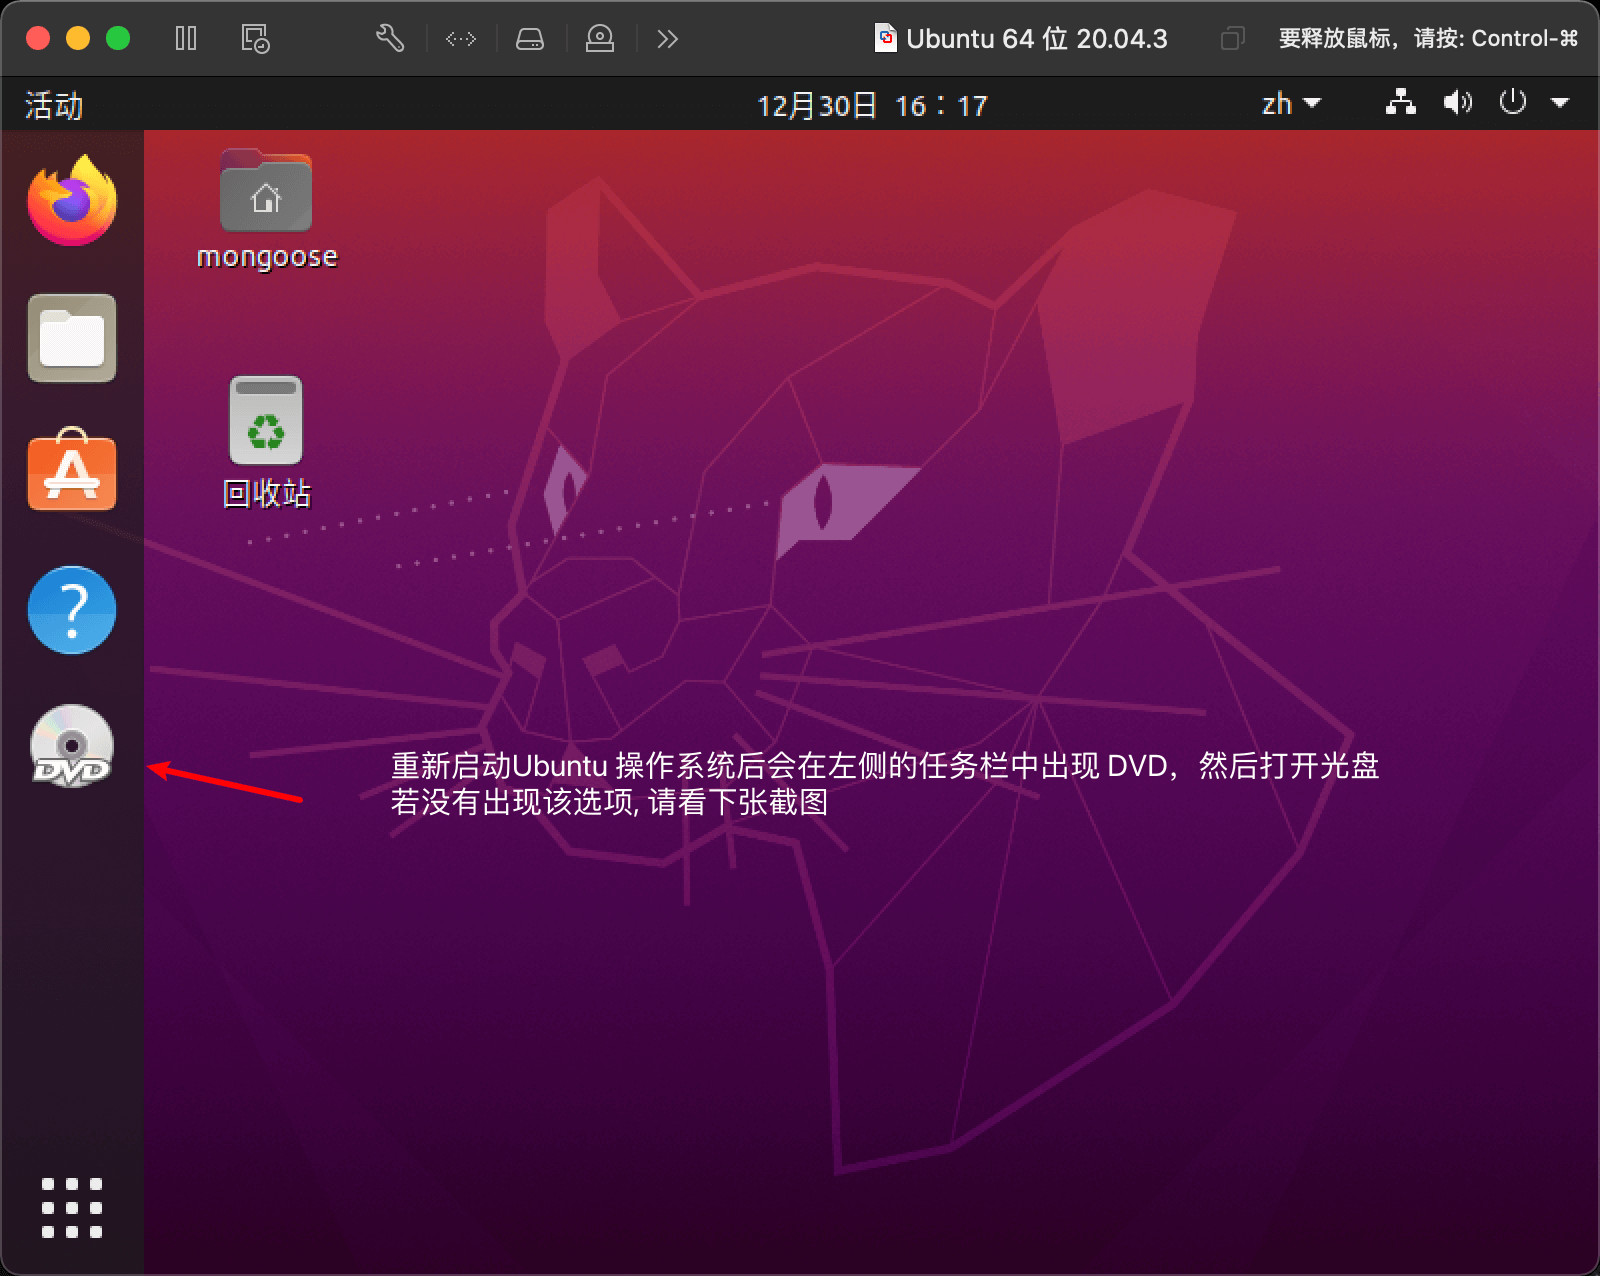 Ubuntu 64 位 20.04.3
要释放鼠标，请按: Control-⌘
活动
12月30日 16：17
zh
mongoose
回收站
DVD
重新启动Ubuntu 操作系统后会在左侧的任务栏中出现 DVD，然后打开光盘
若没有出现该选项, 请看下张截图